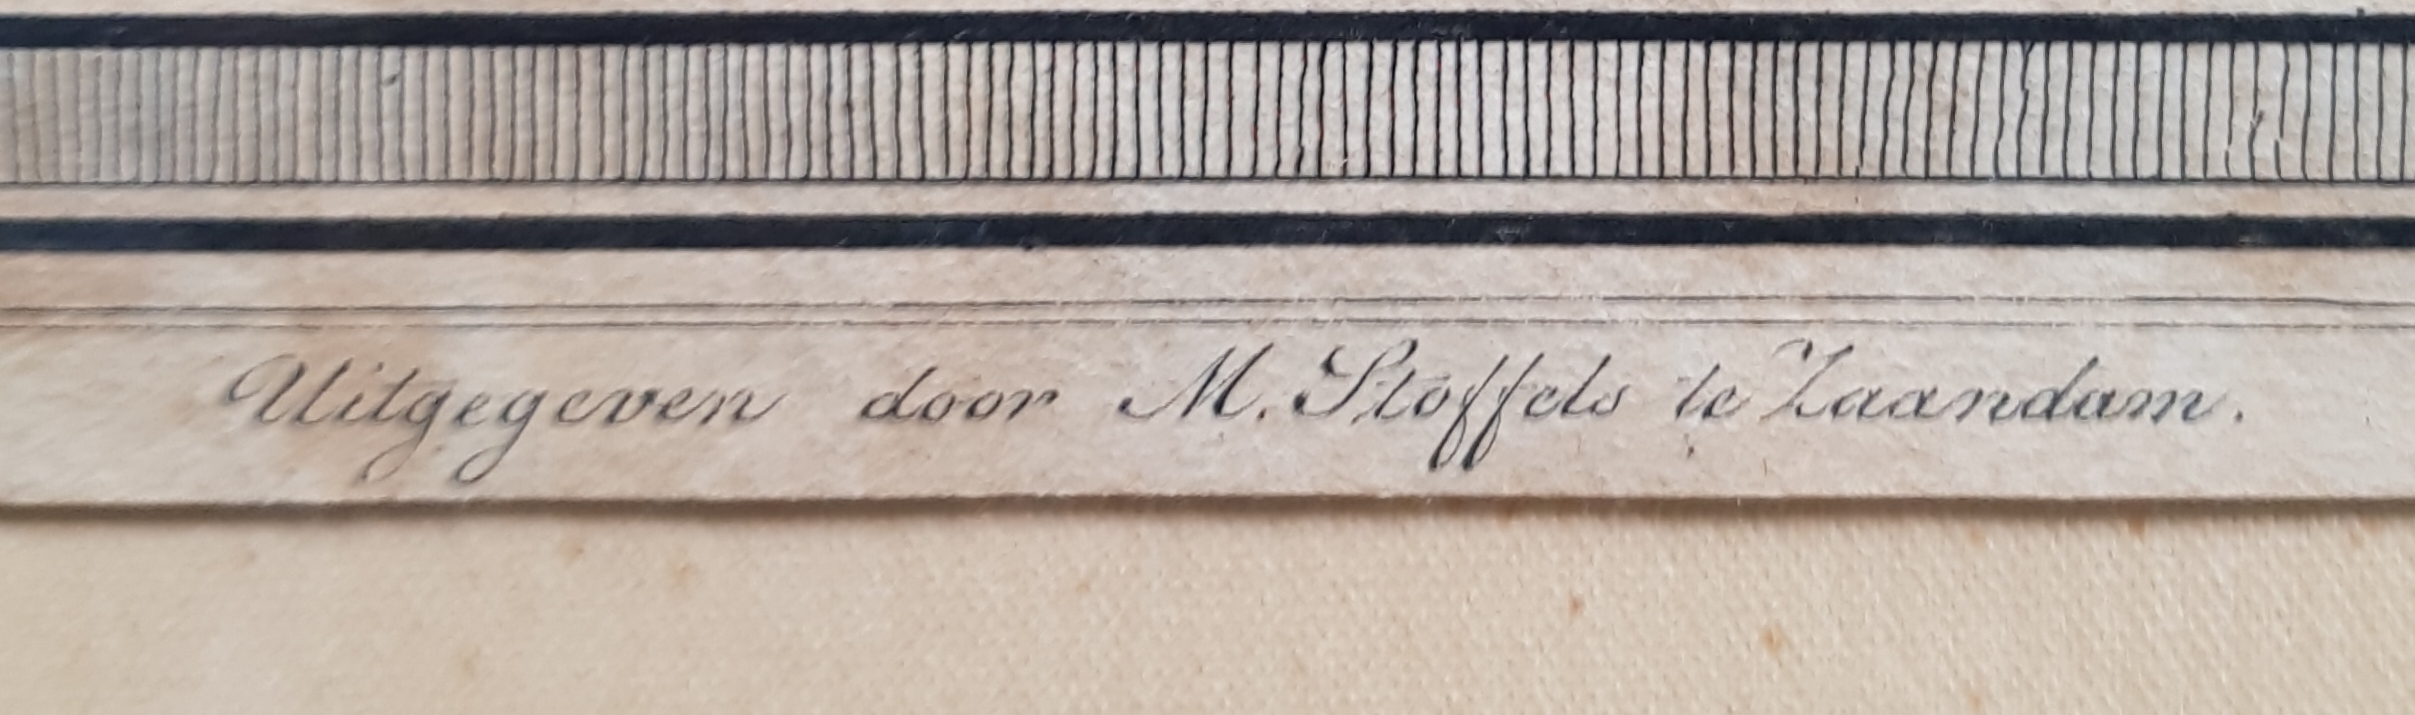 Uitgegeven door M. Stoffels te Zaandam.